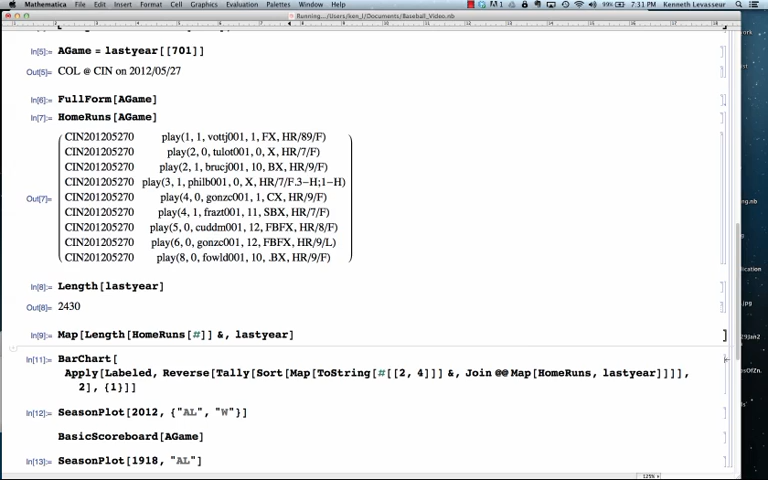 Mathematica File Edit Insert Format Cell Graphics Evaluation Palettes Window Help 99% 7:31 PM Kenneth Levasseur
Running.../Users/ken_l/Documents/Baseball_Video.nb
In[5]:= AGame = lastyear[[701]]
Out[5]= COL @ CIN on 2012/05/27
In[6]:= FullForm[AGame]
In[7]:= HomeRuns[AGame]
CIN201205270 play(1, 1, vottj001, 1, FX, HR/89/F)
CIN201205270 play(2, 0, tulot001, 0, X, HR/7/F)
CIN201205270 play(2, 1, brucj001, 10, BX, HR/9/F)
CIN201205270 play(3, 1, philb001, 0, X, HR/7/F.3-H;1-H)
Out[7]= CIN201205270 play(4, 0, gonzc001, 1, CX, HR/9/F)
CIN201205270 play(4, 1, frazt001, 11, SBX, HR/7/F)
CIN201205270 play(5, 0, cuddm001, 12, FBFX, HR/8/F)
CIN201205270 play(6, 0, gonzc001, 12, FBFX, HR/9/L)
CIN201205270 play(8, 0, fowld001, 10, .BX, HR/9/F)
In[8]:= Length[lastyear]
Out[8]= 2430
In[9]:= Map[Length[HomeRuns[#]] &, lastyear]
In[11]:= BarChart[
Apply[Labeled, Reverse[Tally[Sort[Map[ToString[#[[2, 4]]] &, Join @@ Map[HomeRuns, lastyear]]]],
2], {1}]]
In[12]:= SeasonPlot[2012, {"AL", "W"}]
BasicScoreboard[AGame]
In[13]:= SeasonPlot[1918, "AL"]
125%